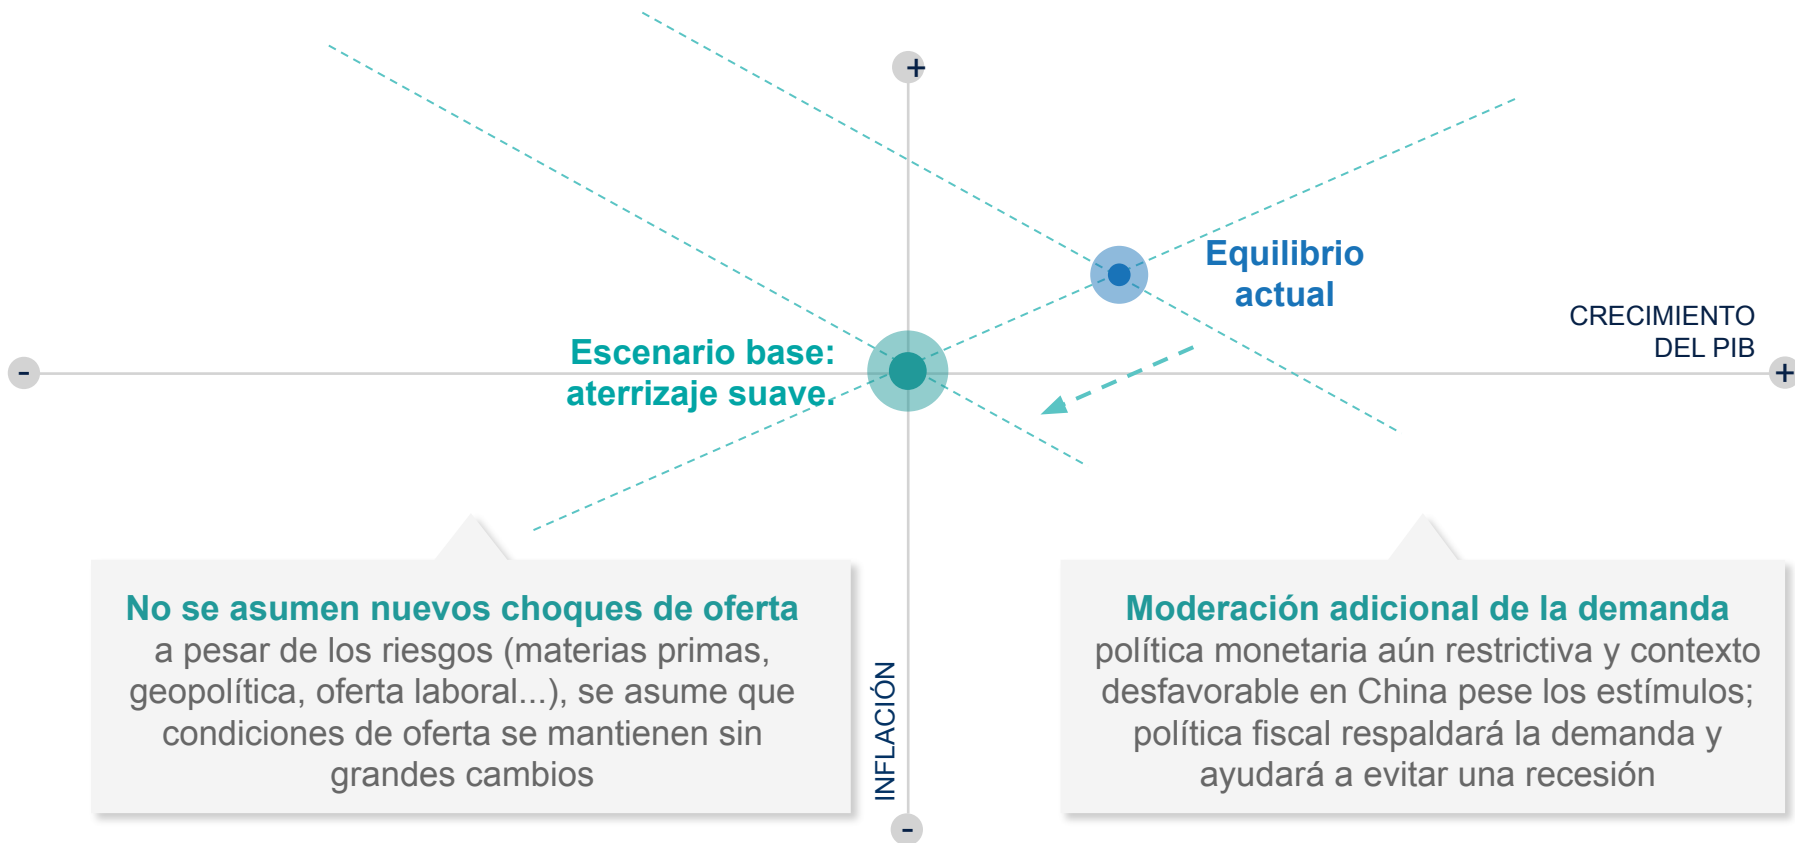 +
Equilibrio
actual
CRECIMIENTO
DEL PIB
Escenario base:
aterrizaje suave.
-
+
No se asumen nuevos choques de oferta
a pesar de los riesgos (materias primas,
geopolítica, oferta laboral...), se asume que
condiciones de oferta se mantienen sin
grandes cambios
INFLACIÓN
Moderación adicional de la demanda
política monetaria aún restrictiva y contexto
desfavorable en China pese los estímulos;
política fiscal respaldará la demanda y
ayudará a evitar una recesión
-